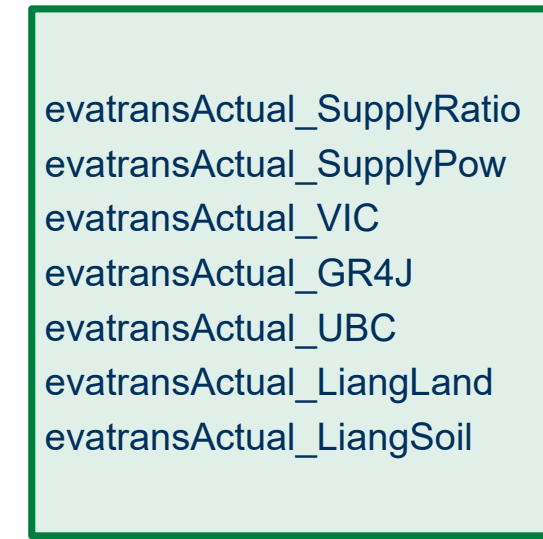 evatransActual_SupplyRatio
evatransActual_SupplyPow
evatransActual_VIC
evatransActual_GR4J
evatransActual_UBC
evatransActual_LiangLand
evatransActual_LiangSoil